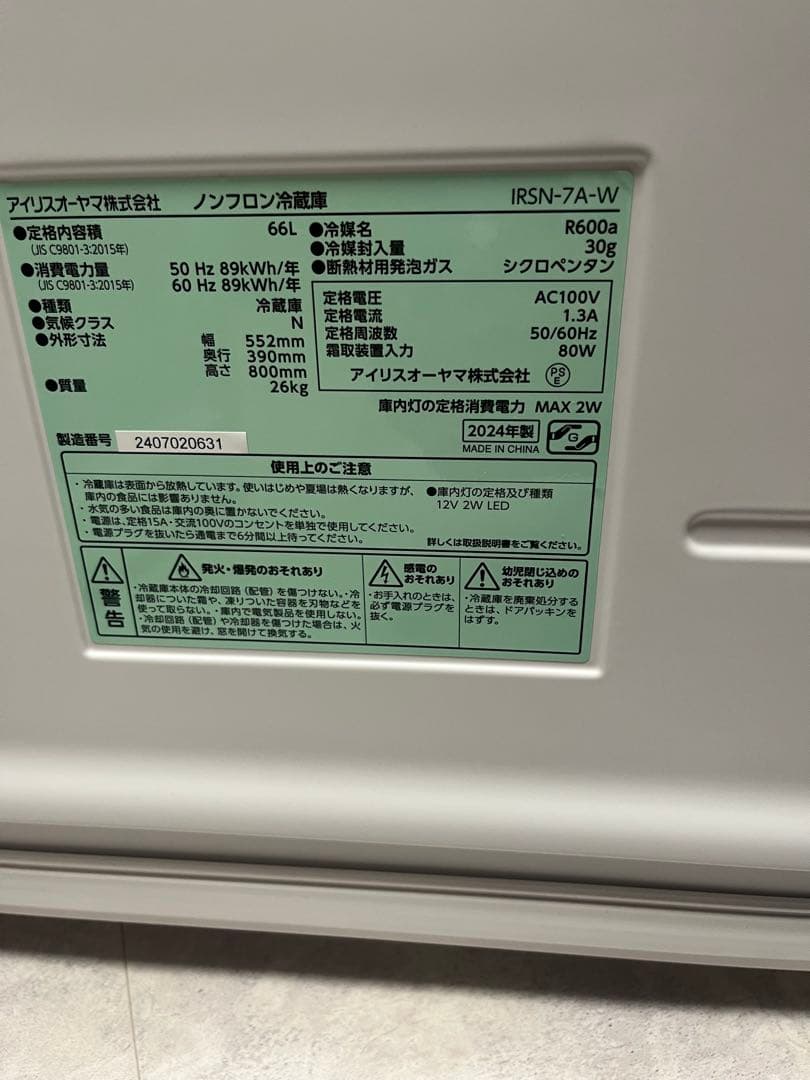 アイリスオーヤマ株式会社 ノンフロン冷蔵庫 IRSN-7A-W
●定格内容積 66L
(JIS C9801-3:2015年)
●消費電力量 50 Hz 89kWh/年
(JIS C9801-3:2015年) 60 Hz 89kWh/年
●種類 冷蔵庫
●気候クラス N
●外形寸法 幅 552mm
奥行 390mm
高さ 800mm
●質量 26kg
●冷媒名 R600a
●冷媒封入量 30g
●断熱材用発泡ガス シクロペンタン
定格電圧 AC100V
定格電流 1.3A
定格周波数 50/60Hz
霜取装置入力 80W
アイリスオーヤマ株式会社 PSE
庫内灯の定格消費電力 MAX 2W
製造番号 2407020631
2024年製
MADE IN CHINA
G
使用上のご注意
・冷蔵庫は表面から放熱しています。使いはじめや夏場は熱くなりますが、
庫内の食品には影響ありません。
・水気の多い食品は庫内の奥に置かないでください。
・電源は、定格15A・交流100Vのコンセントを単独で使用してください。
・電源プラグを抜いたら通電まで6分間以上待ってください。
●庫内灯の定格及び種類
12V 2W LED
詳しくは取扱説明書をご覧ください。
警告
発火・爆発のおそれあり
・冷蔵庫本体の冷却回路（配管）を傷つけない。・冷
却器についた霜や、凍りついた容器を刃物などを
使って取らない。・庫内で電気製品を使用しない。
・冷却回路（配管）や冷却器を傷つけた場合は、火
気の使用を避け、窓を開けて換気する。
感電の
おそれあり
・お手入れのときは、
必ず電源プラグを
抜く。
幼児閉じ込めの
おそれあり
・冷蔵庫を廃棄処分する
ときは、ドアパッキンを
はずす。